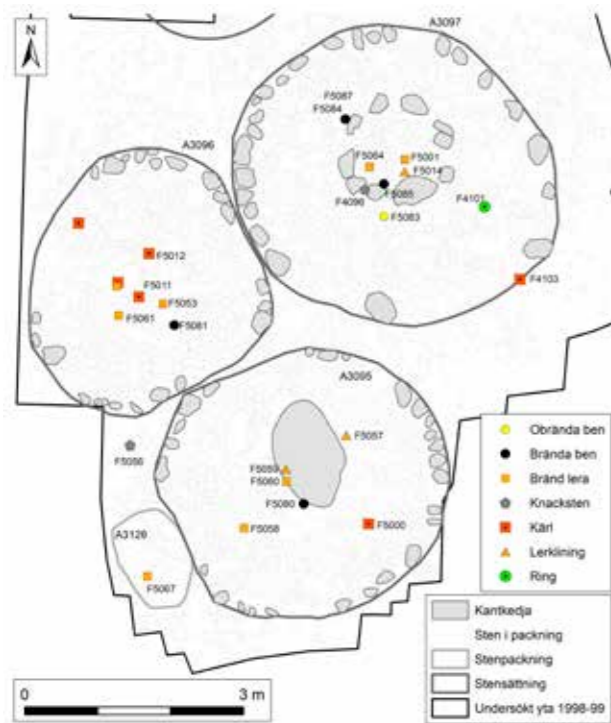 N
A3097
A3096
F5087
F5084
F5064
F5001
F5014
F5085
F4096
F4101
F5083
F4103
F5012
F5011
F5053
F5061
F5081
A3095
F5057
F5056
F5059
F5060
F5080
F5058
F5000
A3126
F5067
Obrända ben
Brända ben
Bränd lera
Knacksten
Kärl
Lerklining
Ring
Kantkedja
Sten i packning
Stenpackning
Stensättning
Undersökt yta 1998-99
0
3 m